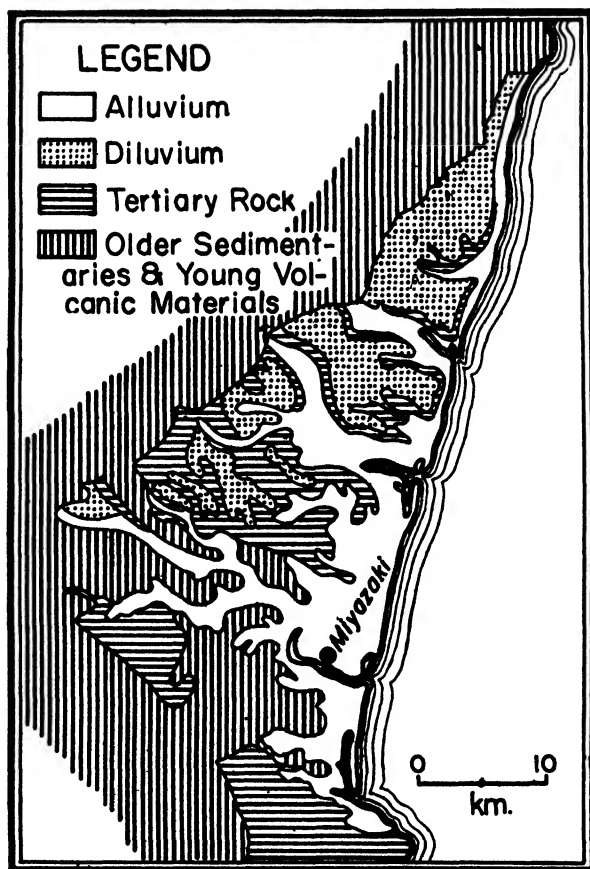 LEGEND
Alluvium
Diluvium
Tertiary Rock
Older Sediment-
aries & Young Vol-
canic Materials
Miyazaki
0 10
km.